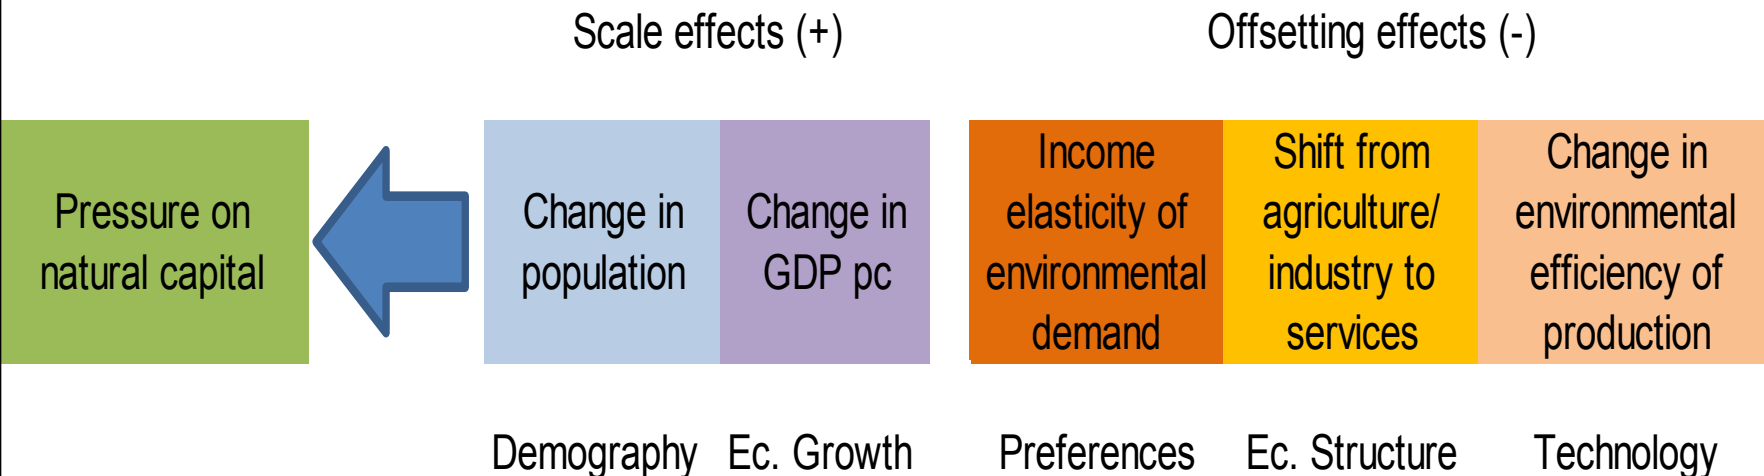 Scale effects (+)
Offsetting effects (-)
Pressure on
natural capital
Change in
population
Change in
GDP pc
Income
elasticity of
environmental
demand
Shift from
agriculture/
industry to
services
Change in
environmental
efficiency of
production
Demography
Ec. Growth
Preferences
Ec. Structure
Technology